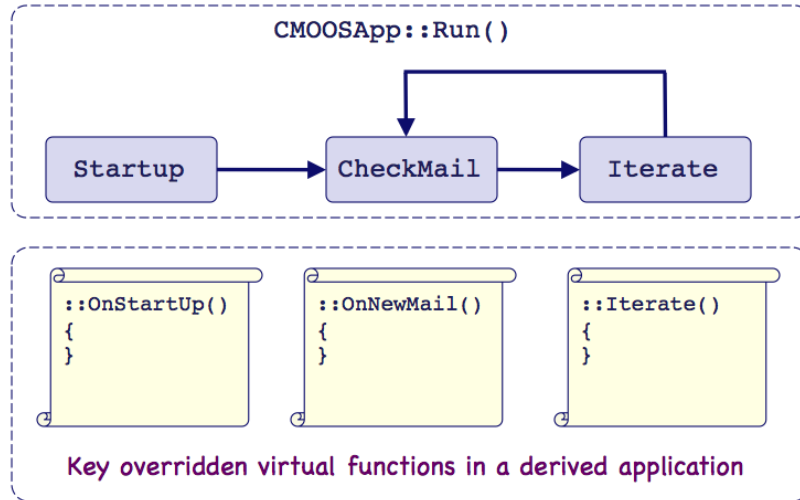 CMOOSApp::Run()
Startup
CheckMail
Iterate
::OnStartUp()
{
}
::OnNewMail()
{
}
::Iterate()
{
}
Key overridden virtual functions in a derived application